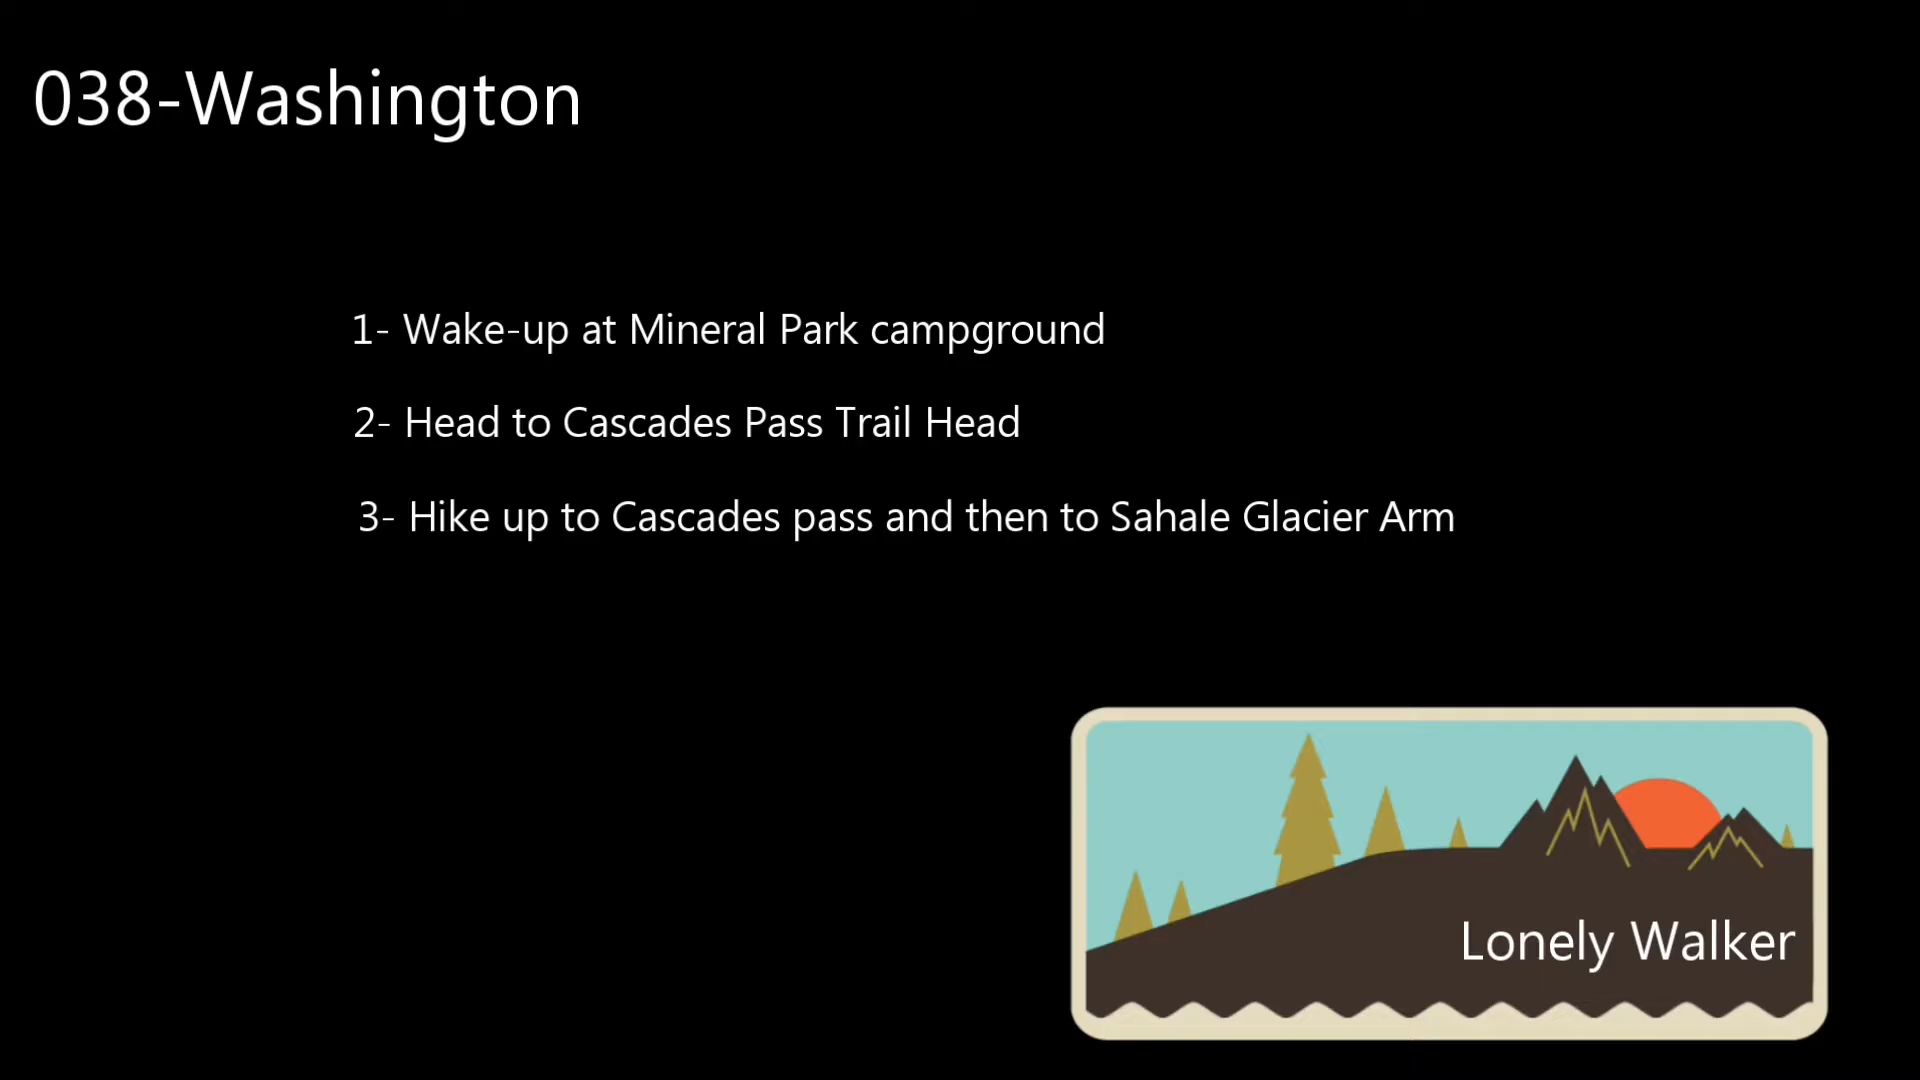 038-Washington
1- Wake-up at Mineral Park campground
2- Head to Cascades Pass Trail Head
3- Hike up to Cascades pass and then to Sahale Glacier Arm
Lonely Walker